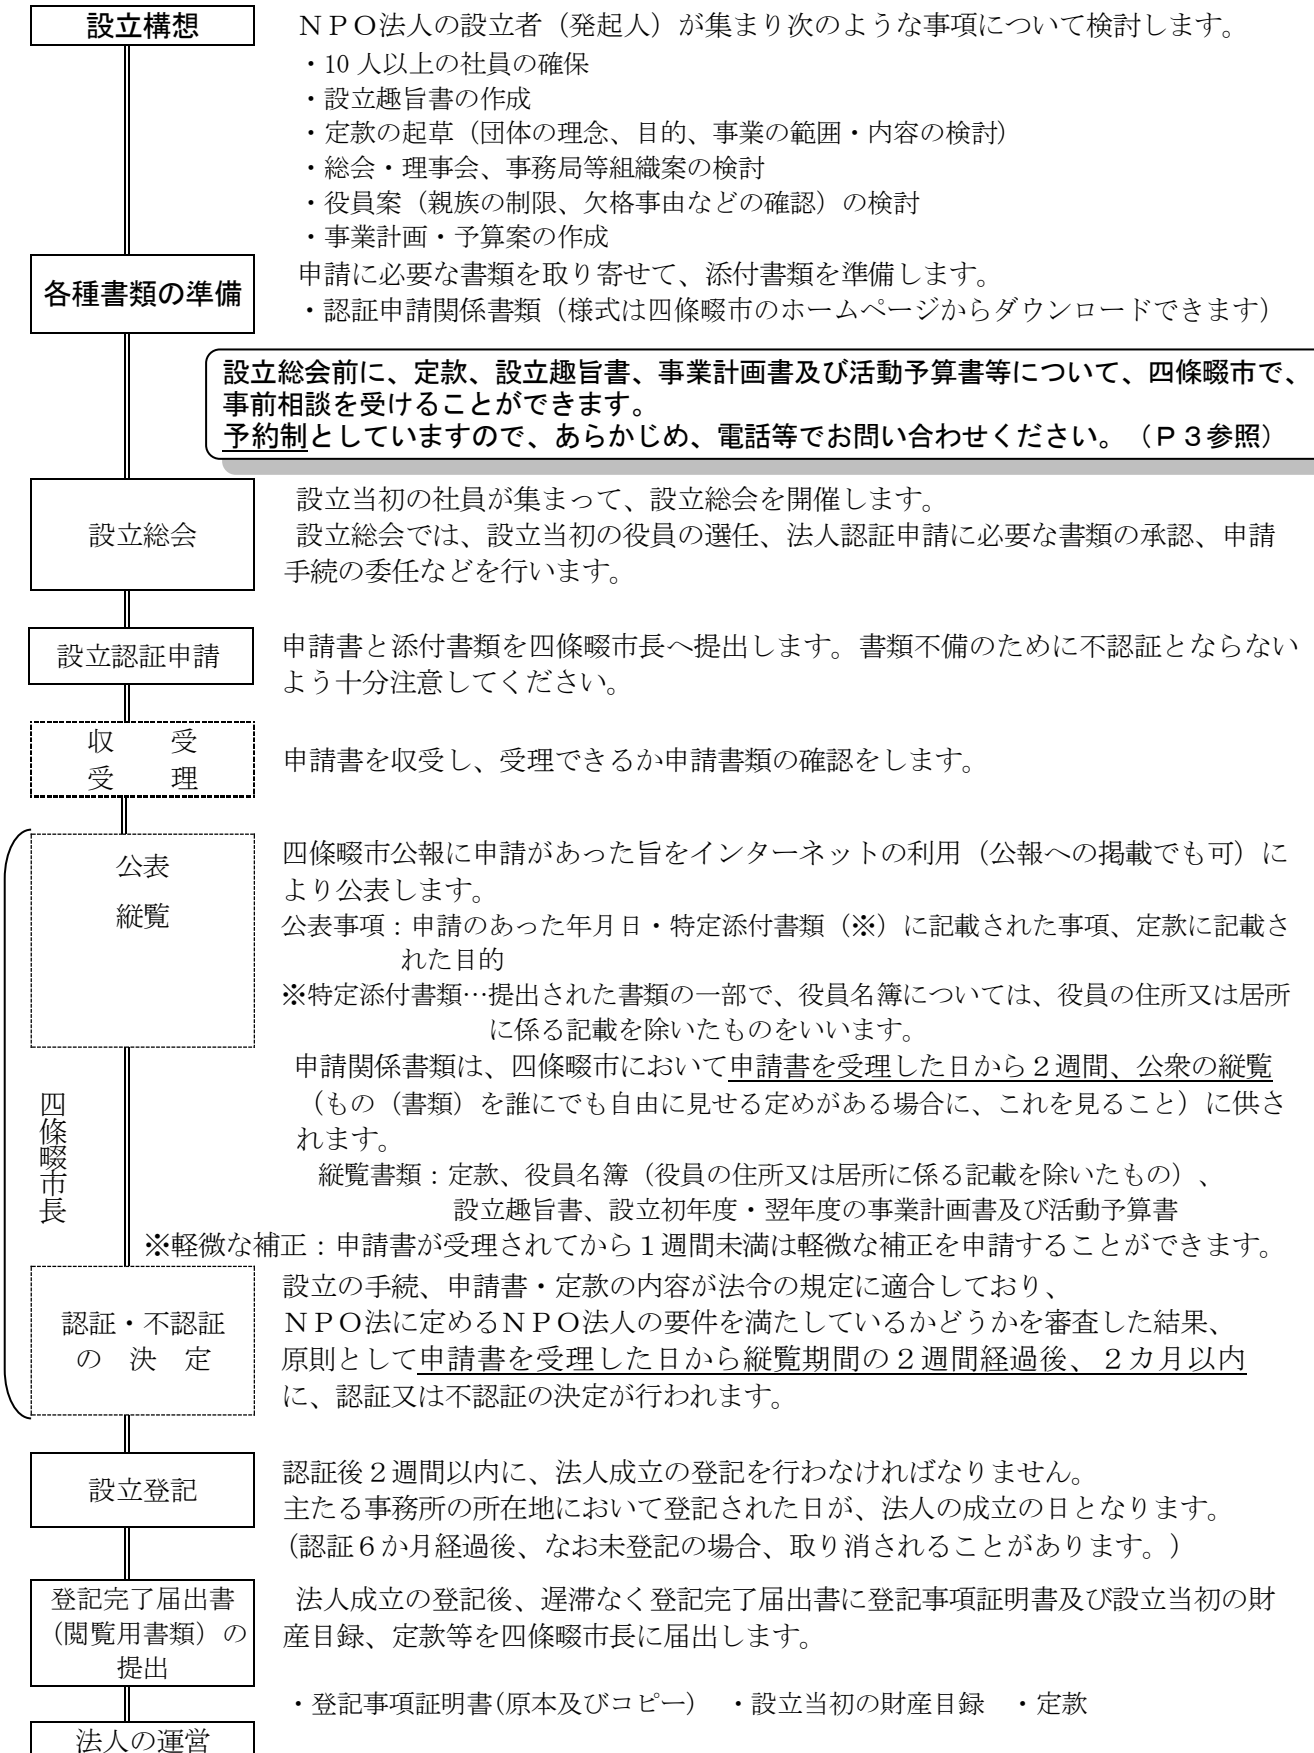 設立構想
ＮＰＯ法人の設立者（発起人）が集まり次のような事項について検討します。
・10 人以上の社員の確保
・設立趣旨書の作成
・定款の起草（団体の理念、目的、事業の範囲・内容の検討）
・総会・理事会、事務局等組織案の検討
・役員案（親族の制限、欠格事由などの確認）の検討
・事業計画・予算案の作成
各種書類の準備
申請に必要な書類を取り寄せて、添付書類を準備します。
・認証申請関係書類（様式は四條畷市のホームページからダウンロードできます）
設立総会前に、定款、設立趣旨書、事業計画書及び活動予算書等について、四條畷市で、
事前相談を受けることができます。
予約制としていますので、あらかじめ、電話等でお問い合わせください。（Ｐ３参照）
設立総会
設立当初の社員が集まって、設立総会を開催します。
設立総会では、設立当初の役員の選任、法人認証申請に必要な書類の承認、申請
手続の委任などを行います。
設立認証申請
申請書と添付書類を四條畷市長へ提出します。書類不備のために不認証とならない
よう十分注意してください。
収　受
受　理
申請書を収受し、受理できるか申請書類の確認をします。
公表
縦覧
四條畷市公報に申請があった旨をインターネットの利用（公報への掲載でも可）に
より公表します。
公表事項：申請のあった年月日・特定添付書類（※）に記載された事項、定款に記載さ
れた目的
※特定添付書類…提出された書類の一部で、役員名簿については、役員の住所又は居所
に係る記載を除いたものをいいます。
申請関係書類は、四條畷市において申請書を受理した日から２週間、公衆の縦覧
（もの（書類）を誰にでも自由に見せる定めがある場合に、これを見ること）に供さ
れます。
縦覧書類：定款、役員名簿（役員の住所又は居所に係る記載を除いたもの）、
設立趣旨書、設立初年度・翌年度の事業計画書及び活動予算書
※軽微な補正：申請書が受理されてから１週間未満は軽微な補正を申請することができます。
四條畷市長
認証・不認証
の　決　定
設立の手続、申請書・定款の内容が法令の規定に適合しており、
ＮＰＯ法に定めるＮＰＯ法人の要件を満たしているかどうかを審査した結果、
原則として申請書を受理した日から縦覧期間の２週間経過後、２カ月以内
に、認証又は不認証の決定が行われます。
設立登記
認証後２週間以内に、法人成立の登記を行わなければなりません。
主たる事務所の所在地において登記された日が、法人の成立の日となります。
（認証６か月経過後、なお未登記の場合、取り消されることがあります。）
登記完了届出書
（閲覧用書類）の
提出
法人成立の登記後、遅滞なく登記完了届出書に登記事項証明書及び設立当初の財
産目録、定款等を四條畷市長に届出します。
・登記事項証明書(原本及びコピー)　・設立当初の財産目録　・定款
法人の運営